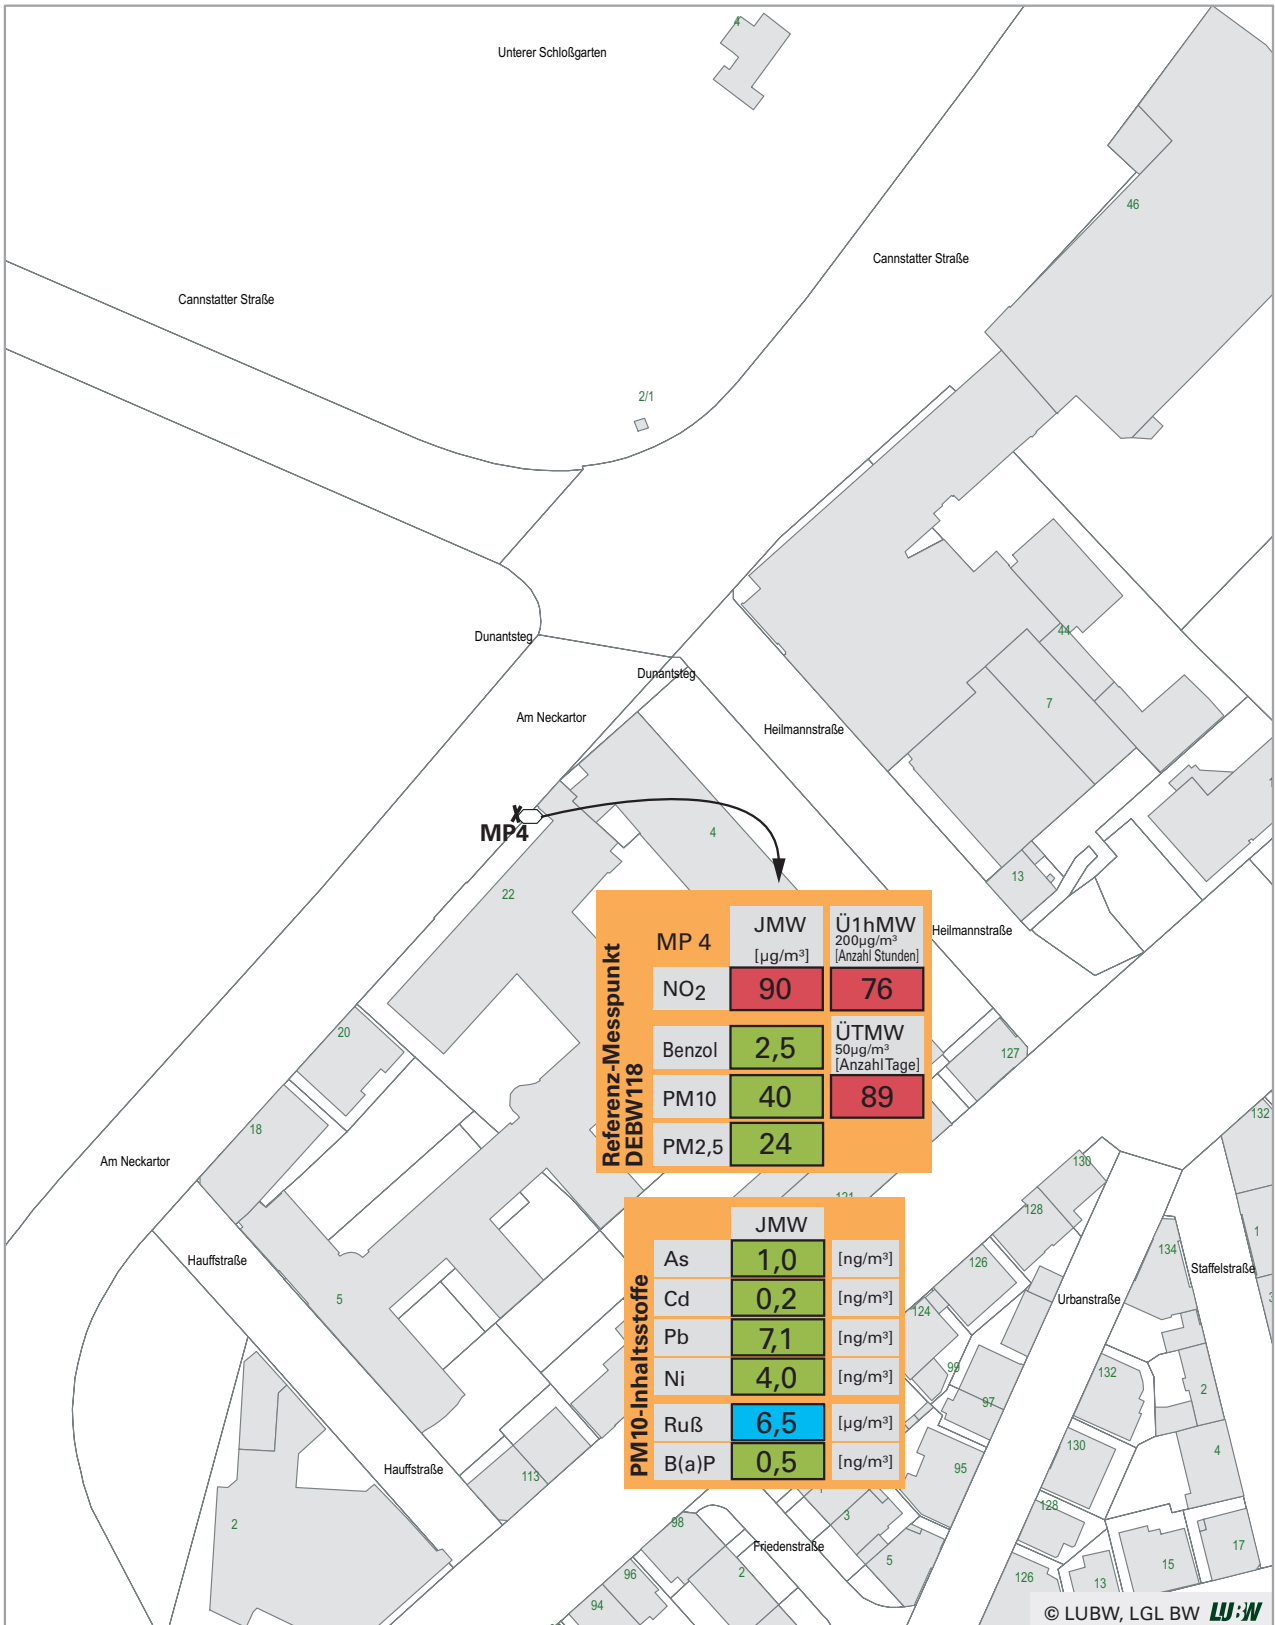 4
Unterer Schloßgarten
46
Cannstatter Straße
Cannstatter Straße
2/1
Dunantsteg
44
Dunantsteg
7
Am Neckartor
Heilmannstraße
MP4
4
13
22
Heilmannstraße
Referenz-Messpunkt
DEBW118
MP 4
JMW
[µg/m³]
Ü1hMW
200µg/m³
[Anzahl Stunden]
NO2
90
76
Benzol
2,5
ÜTMW
50µg/m³
[Anzahl Tage]
PM10
40
89
PM2,5
24
20
127
18
132
Am Neckartor
130
121
128
134
1
Hauffstraße
126
Staffelstraße
5
Urbanstraße
124
PM10-Inhaltsstoffe
JMW
As
1,0
[ng/m³]
Cd
0,2
[ng/m³]
Pb
7,1
[ng/m³]
Ni
4,0
[ng/m³]
Ruß
6,5
[µg/m³]
B(a)P
0,5
[ng/m³]
99
132
97
2
130
4
95
Hauffstraße
113
128
2
98
3
17
Friedenstraße
5
15
96
2
126
13
94
© LUBW, LGL BW LUBW